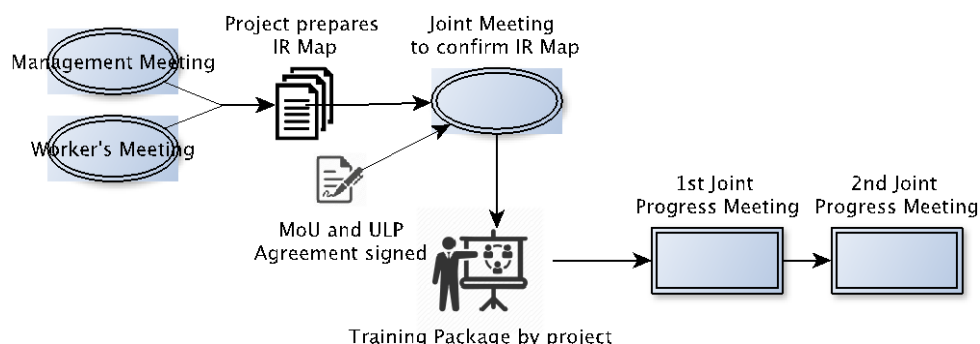 Project prepares
IR Map
Joint Meeting
to confirm IR Map
Management Meeting
Worker's Meeting
MoU and ULP
Agreement signed
1st Joint
Progress Meeting
2nd Joint
Progress Meeting
Training Package by project